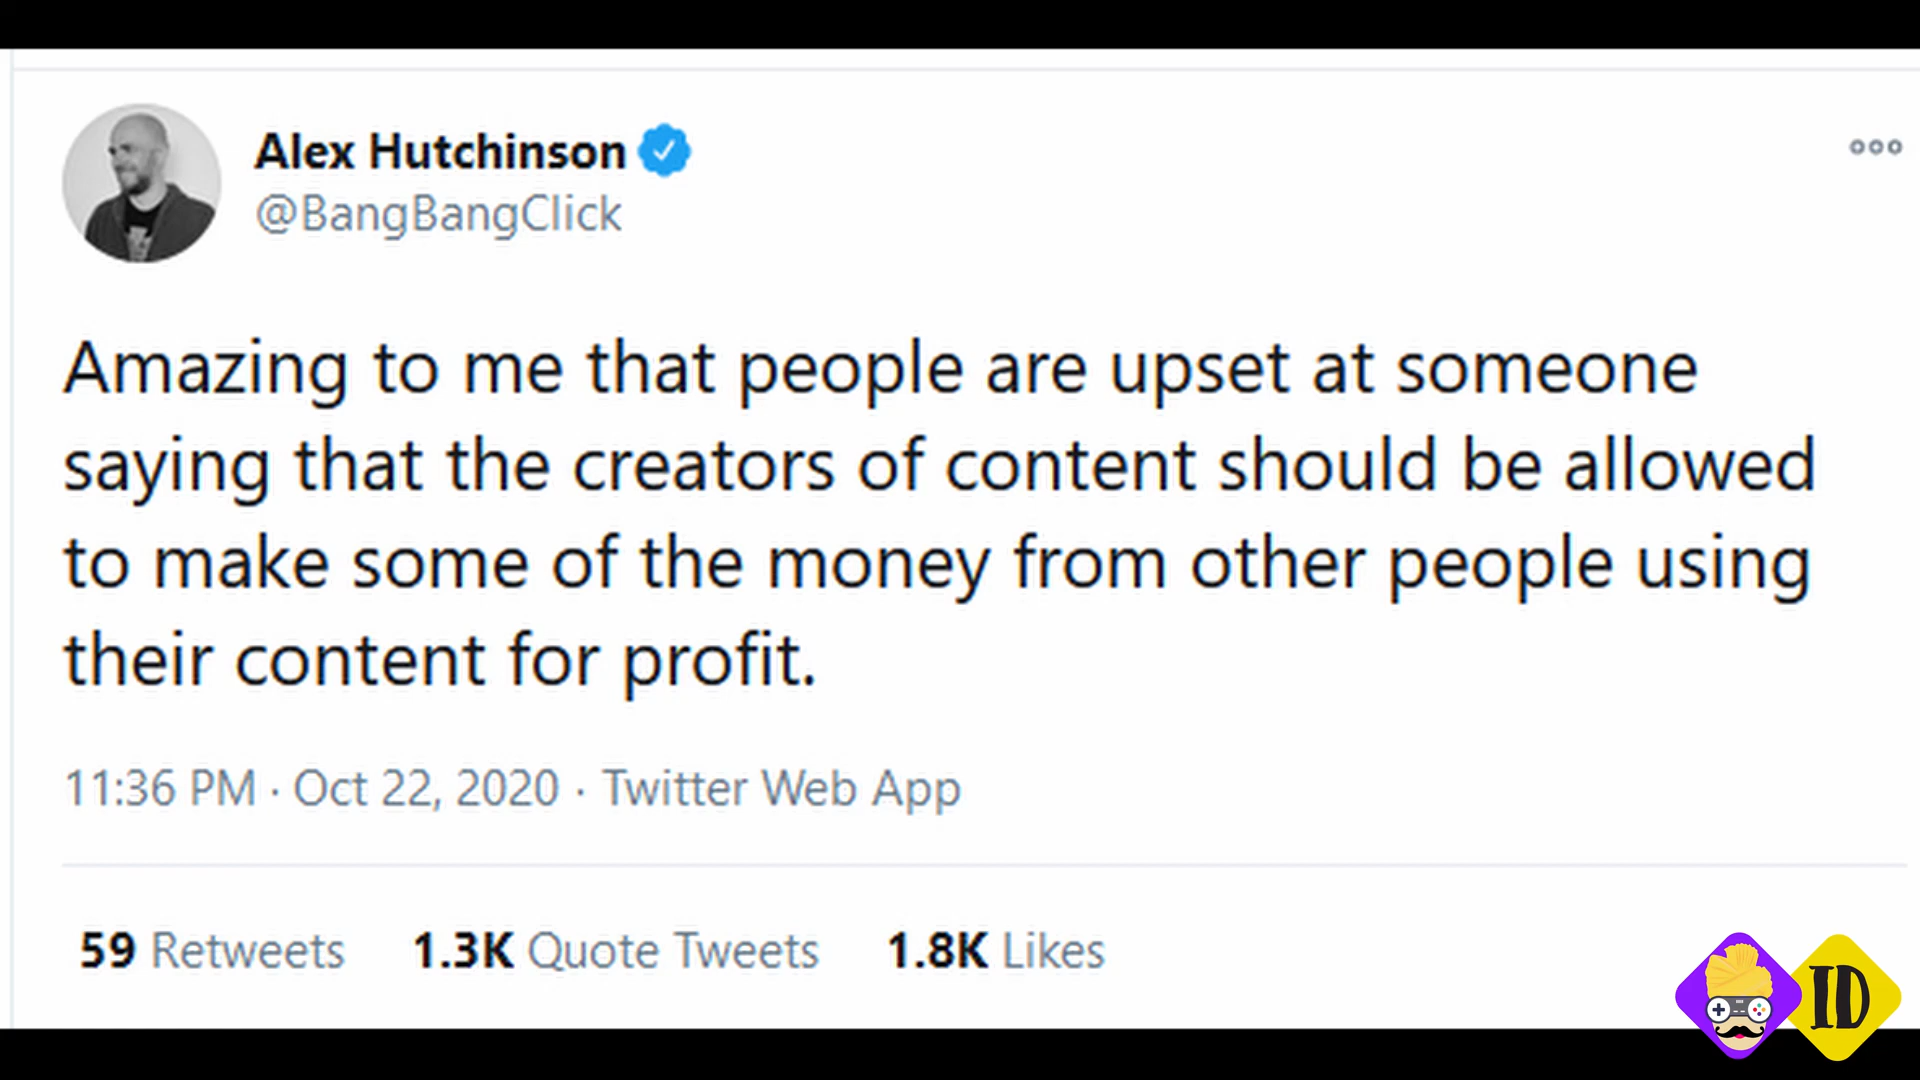 Alex Hutchinson
@BangBangClick
Amazing to me that people are upset at someone
saying that the creators of content should be allowed
to make some of the money from other people using
their content for profit.
11:36 PM · Oct 22, 2020 · Twitter Web App
59 Retweets 1.3K Quote Tweets 1.8K Likes
ID